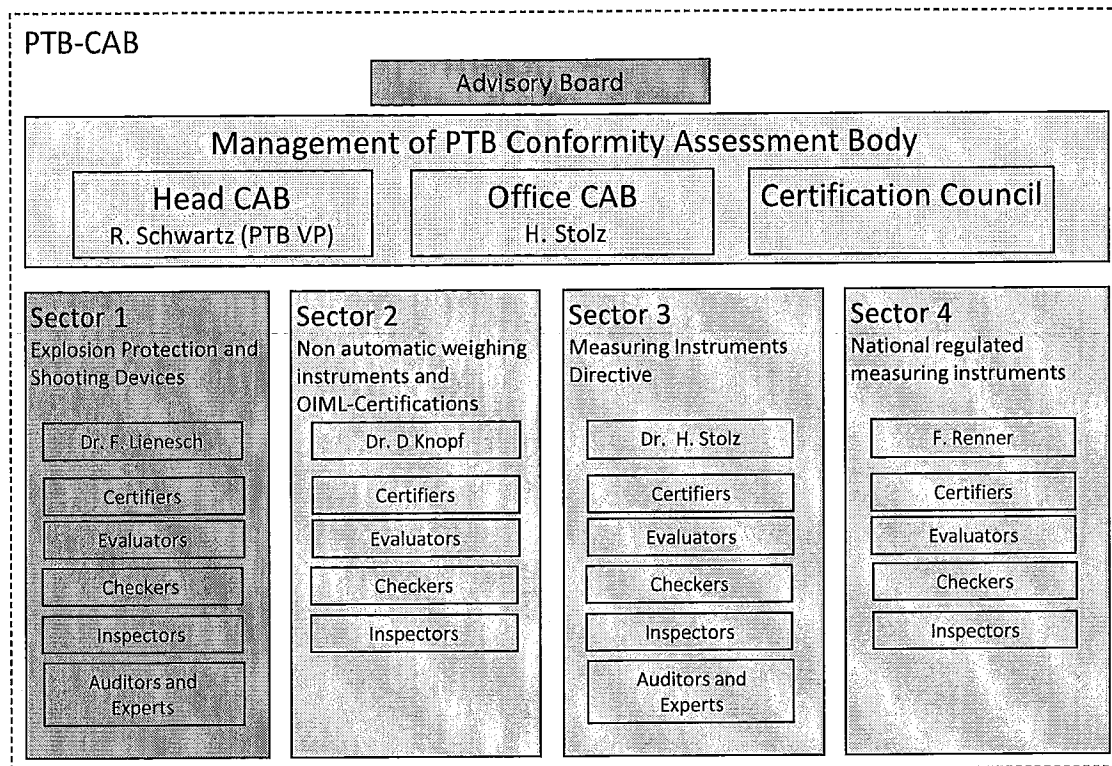 PTB-CAB
Advisory Board
Management of PTB Conformity Assessment Body
Head CAB
R. Schwartz (PTB VP)
Office CAB
H. Stolz
Certification Council
Sector 1
Explosion Protection and
Shooting Devices
Dr. F. Lienesch
Certifiers
Evaluators
Checkers
Inspectors
Auditors and
Experts
Sector 2
Non automatic weighing
instruments and
OIML-Certifications
Dr. D Knopf
Certifiers
Evaluators
Checkers
Inspectors
Sector 3
Measuring Instruments
Directive
Dr. H. Stolz
Certifiers
Evaluators
Checkers
Inspectors
Auditors and
Experts
Sector 4
National regulated
measuring instruments
F. Renner
Certifiers
Evaluators
Checkers
Inspectors